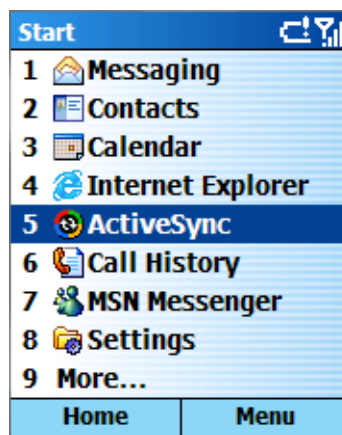 Start
1 Messaging
2 Contacts
3 Calendar
4 Internet Explorer
5 ActiveSync
6 Call History
7 MSN Messenger
8 Settings
9 More...
Home Menu